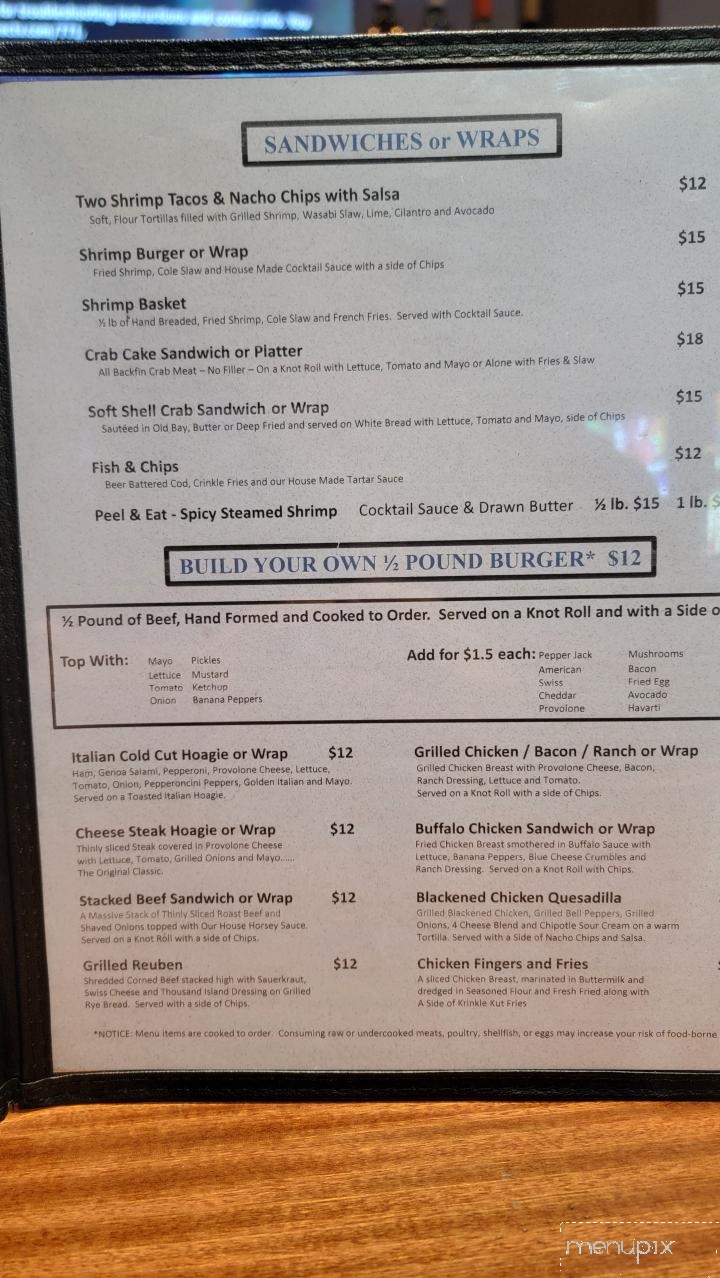 for troubleshooting instructions and contact info. You
SANDWICHES or WRAPS
Two Shrimp Tacos & Nacho Chips with Salsa $12
Soft, Flour Tortillas filled with Grilled Shrimp, Wasabi Slaw, Lime, Cilantro and Avocado
Shrimp Burger or Wrap $15
Fried Shrimp, Cole Slaw and House Made Cocktail Sauce with a side of Chips
Shrimp Basket $15
½ lb of Hand Breaded, Fried Shrimp, Cole Slaw and French Fries. Served with Cocktail Sauce.
Crab Cake Sandwich or Platter $18
All Backfin Crab Meat – No Filler – On a Knot Roll with Lettuce, Tomato and Mayo or Alone with Fries & Slaw
Soft Shell Crab Sandwich or Wrap $15
Sautéed in Old Bay, Butter or Deep Fried and served on White Bread with Lettuce, Tomato and Mayo, side of Chips
Fish & Chips $12
Beer Battered Cod, Crinkle Fries and our House Made Tartar Sauce
Peel & Eat - Spicy Steamed Shrimp Cocktail Sauce & Drawn Butter ½ lb. $15 1 lb. $
BUILD YOUR OWN ½ POUND BURGER* $12
½ Pound of Beef, Hand Formed and Cooked to Order. Served on a Knot Roll and with a Side o
Top With: Mayo Pickles
Lettuce Mustard
Tomato Ketchup
Onion Banana Peppers
Add for $1.5 each: Pepper Jack Mushrooms
American Bacon
Swiss Fried Egg
Cheddar Avocado
Provolone Havarti
Italian Cold Cut Hoagie or Wrap $12
Ham, Genoa Salami, Pepperoni, Provolone Cheese, Lettuce,
Tomato, Onion, Pepperoncini Peppers, Golden Italian and Mayo.
Served on a Toasted Italian Hoagie.
Cheese Steak Hoagie or Wrap $12
Thinly sliced Steak covered in Provolone Cheese
with Lettuce, Tomato, Grilled Onions and Mayo......
The Original Classic.
Stacked Beef Sandwich or Wrap $12
A Massive Stack of Thinly Sliced Roast Beef and
Shaved Onions topped with Our House Horsey Sauce.
Served on a Knot Roll with a side of Chips.
Grilled Reuben $12
Shredded Corned Beef stacked high with Sauerkraut,
Swiss Cheese and Thousand Island Dressing on Grilled
Rye Bread. Served with a side of Chips.
Grilled Chicken / Bacon / Ranch or Wrap
Grilled Chicken Breast with Provolone Cheese, Bacon,
Ranch Dressing, Lettuce and Tomato.
Served on a Knot Roll with a side of Chips.
Buffalo Chicken Sandwich or Wrap
Fried Chicken Breast smothered in Buffalo Sauce with
Lettuce, Banana Peppers, Blue Cheese Crumbles and
Ranch Dressing. Served on a Knot Roll with Chips.
Blackened Chicken Quesadilla
Grilled Blackened Chicken, Grilled Bell Peppers, Grilled
Onions, 4 Cheese Blend and Chipotle Sour Cream on a warm
Tortilla. Served with a Side of Nacho Chips and Salsa.
Chicken Fingers and Fries
A sliced Chicken Breast, marinated in Buttermilk and
dredged in Seasoned Flour and Fresh Fried along with
A Side of Krinkle Kut Fries
*NOTICE: Menu items are cooked to order. Consuming raw or undercooked meats, poultry, shellfish, or eggs may increase your risk of food-borne
menupix